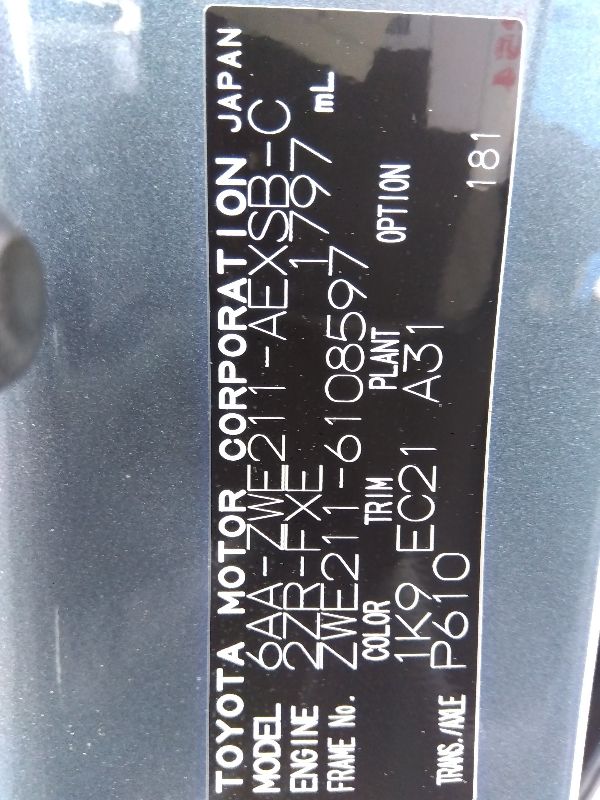 TOYOTA MOTOR CORPORATION JAPAN
MODEL 6AA-ZWE211-AEXSB-C
ENGINE 2ZR-FXE 1797 mL
FRAME No. ZWE211-6108597
COLOR TRIM PLANT OPTION
1K9 EC21 A31
TRANS./AXLE P610 181